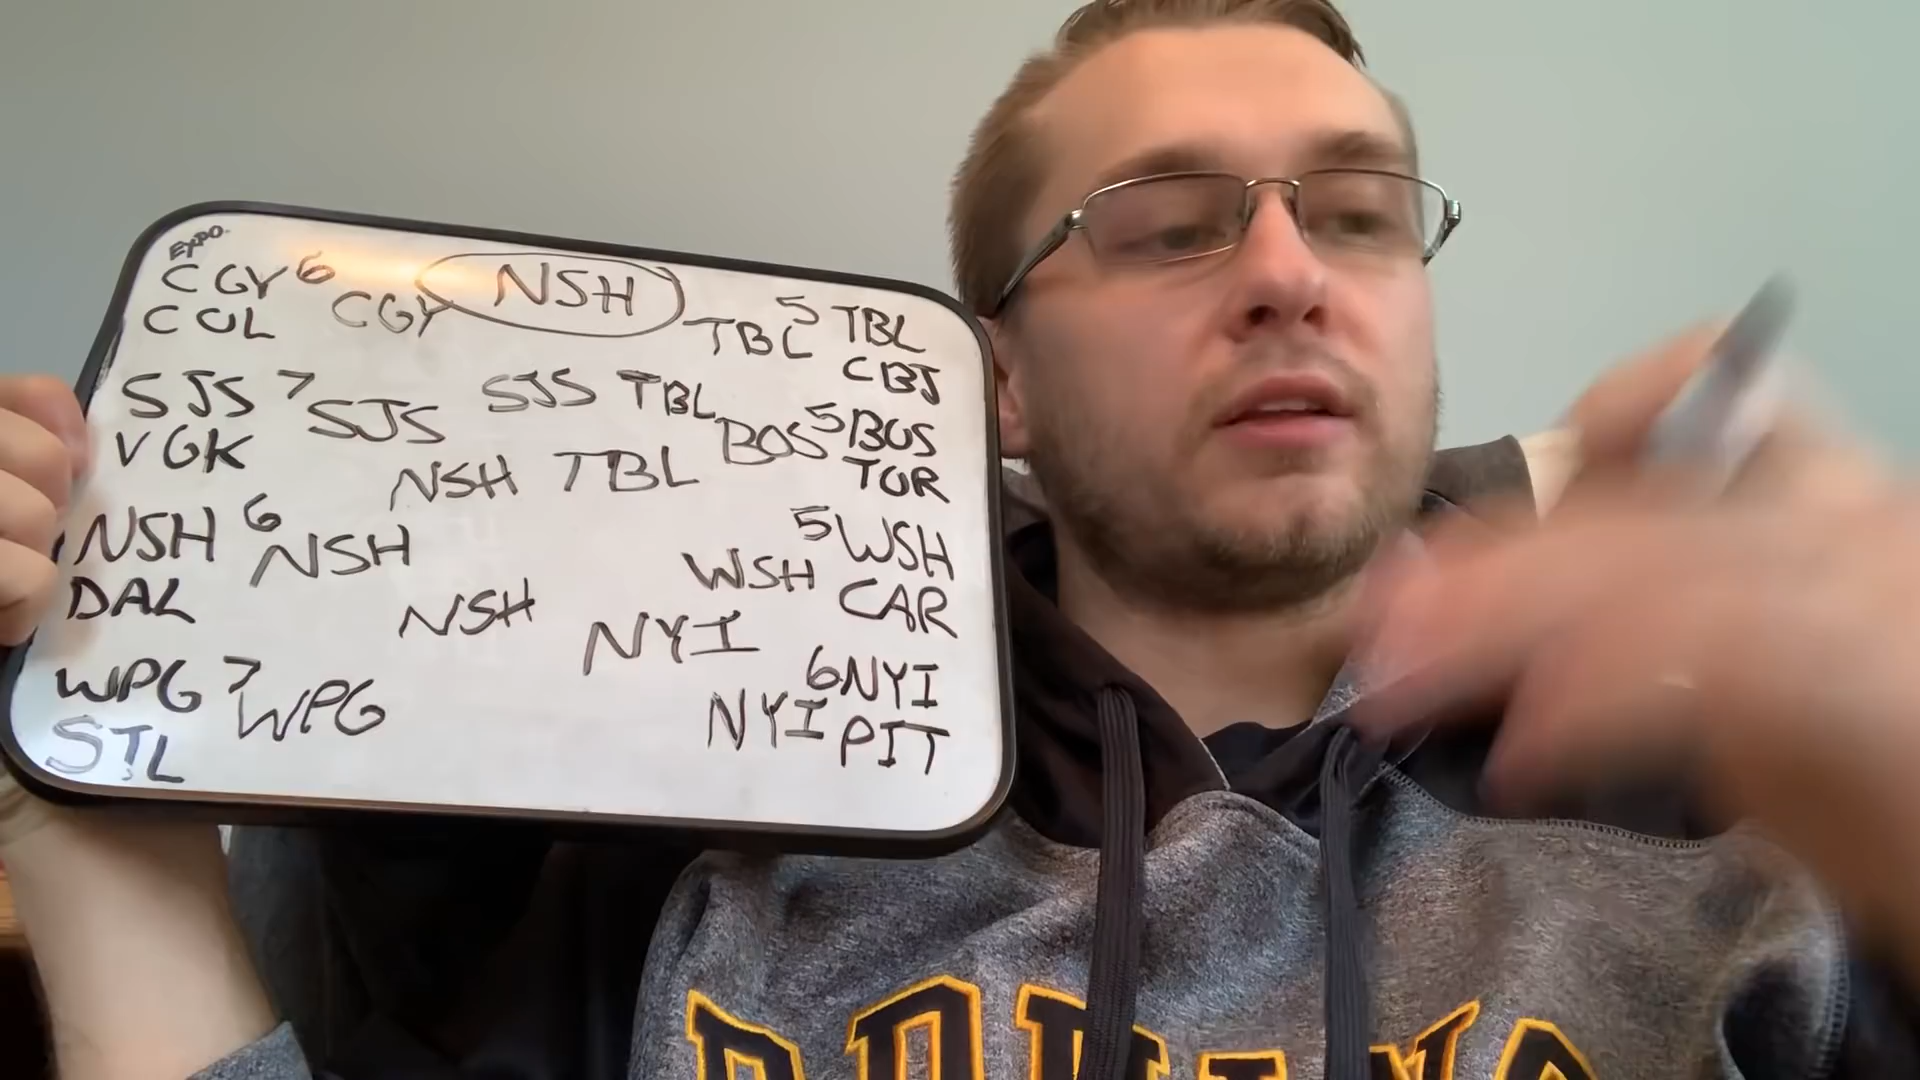 EXPO
CGY 6
COL
CGY
NSH
5 TBL
TBL
CBJ
SJS 7
VGK
SJS
SJS TBL
NSH TBL
BOS
5 BOS
TOR
NSH 6
DAL
NSH
NSH
NYI
5 WSH
WSH
CAR
WPG 7
STL
WPG
6 NYI
NYI
PIT